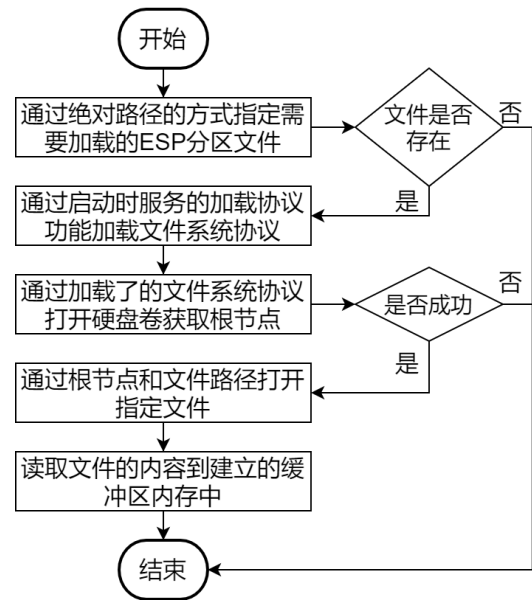 开始
通过绝对路径的方式指定需
要加载的ESP分区文件
文件是否
存在
否
是
通过启动时服务的加载协议
功能加载文件系统协议
通过加载了的文件系统协议
打开硬盘卷获取根节点
是否成功
否
是
通过根节点和文件路径打开
指定文件
读取文件的内容到建立的缓
冲区内存中
结束